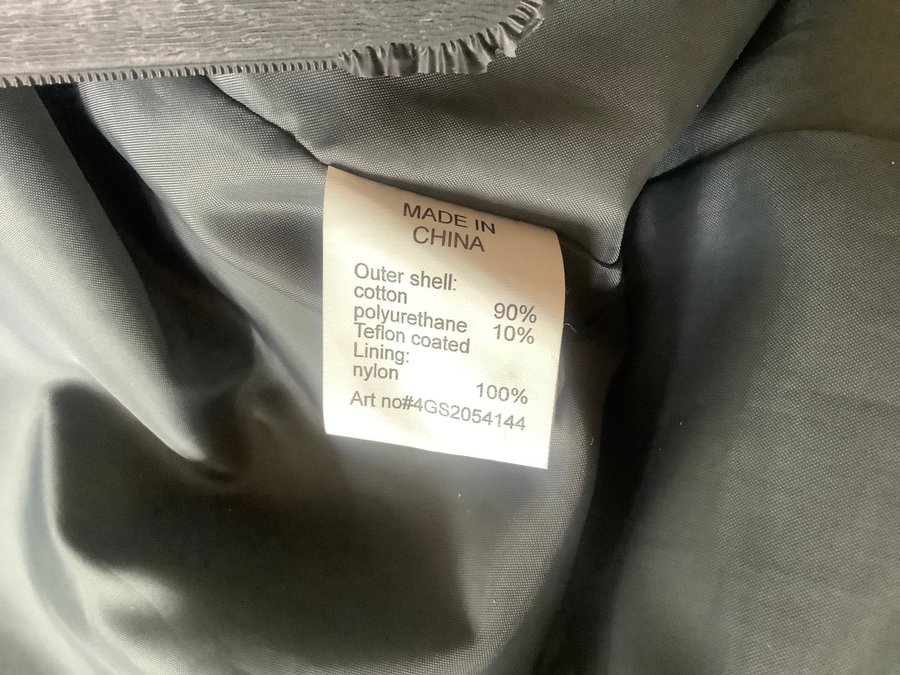 MADE IN
CHINA
Outer shell:
cotton 90%
polyurethane 10%
Teflon coated
Lining:
nylon 100%
Art no#4GS2054144